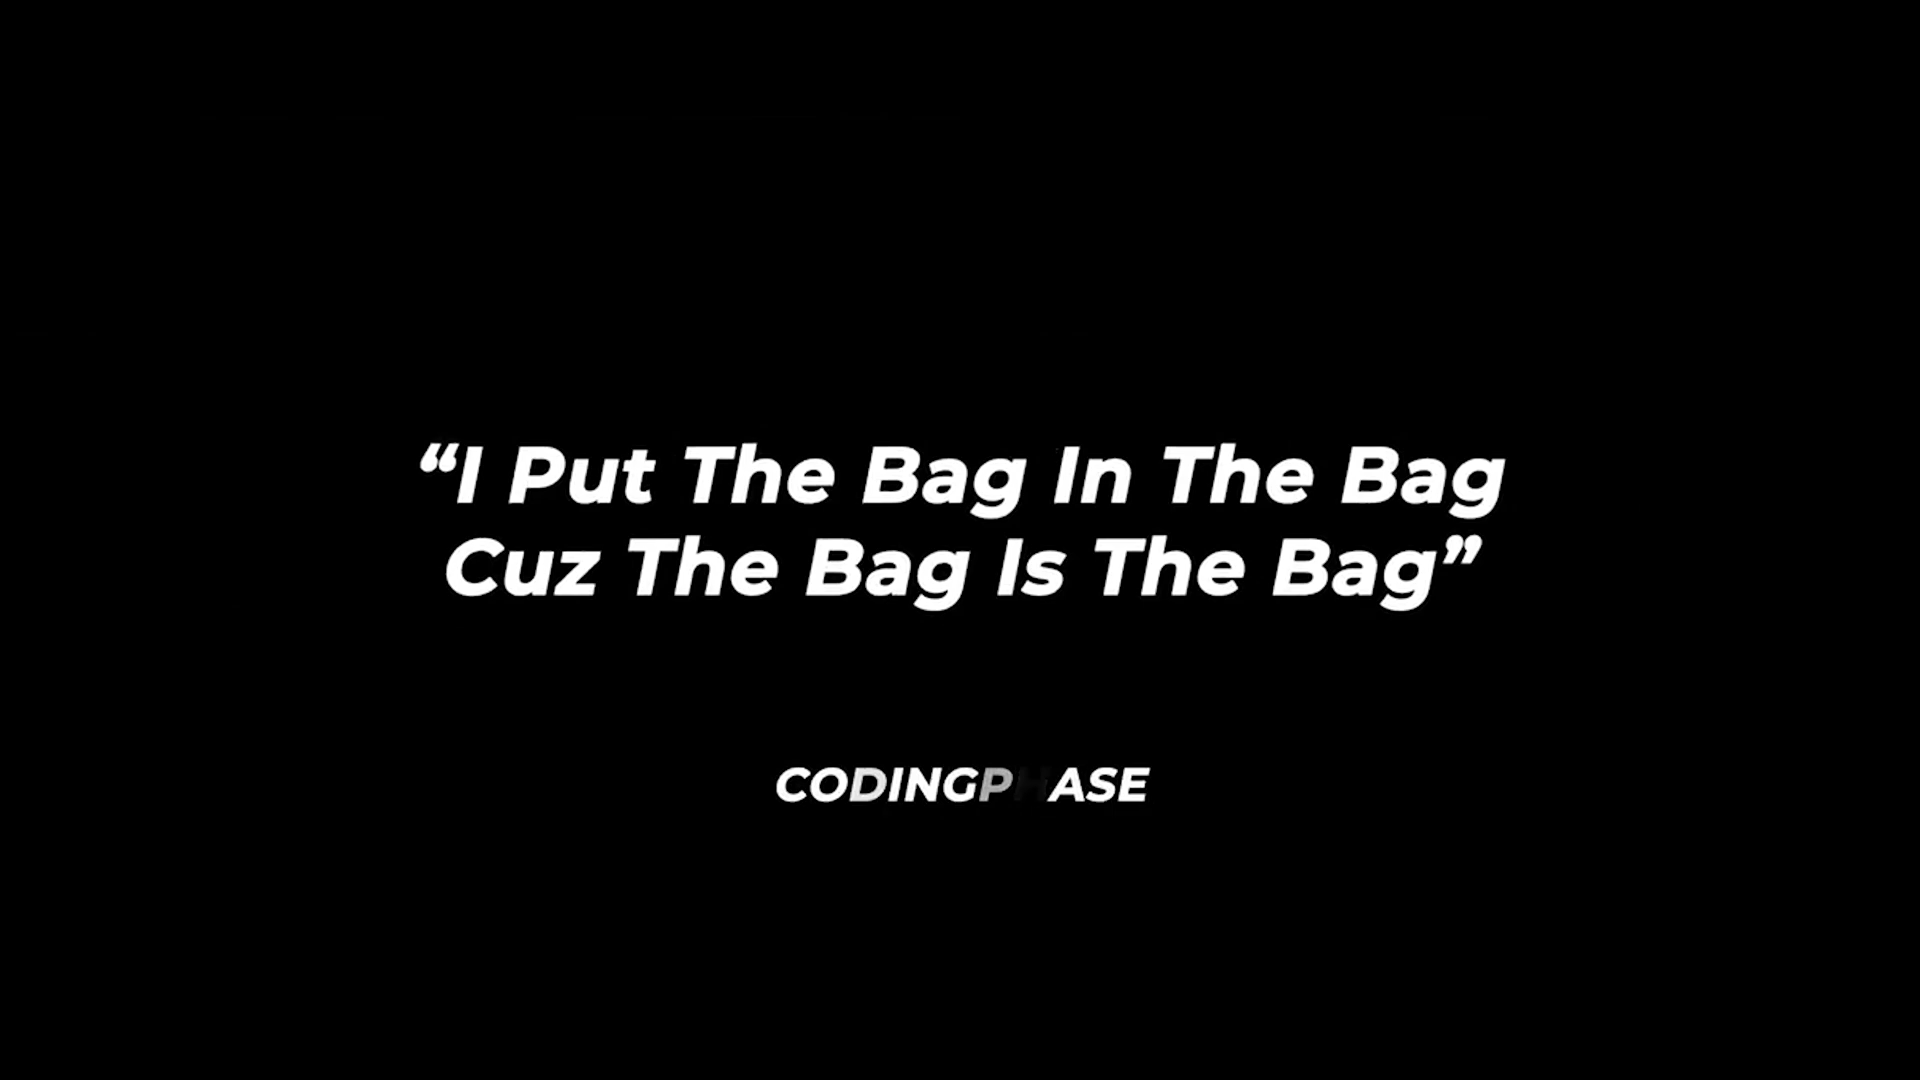 “I Put The Bag In The Bag
Cuz The Bag Is The Bag”
CODINGPHASE